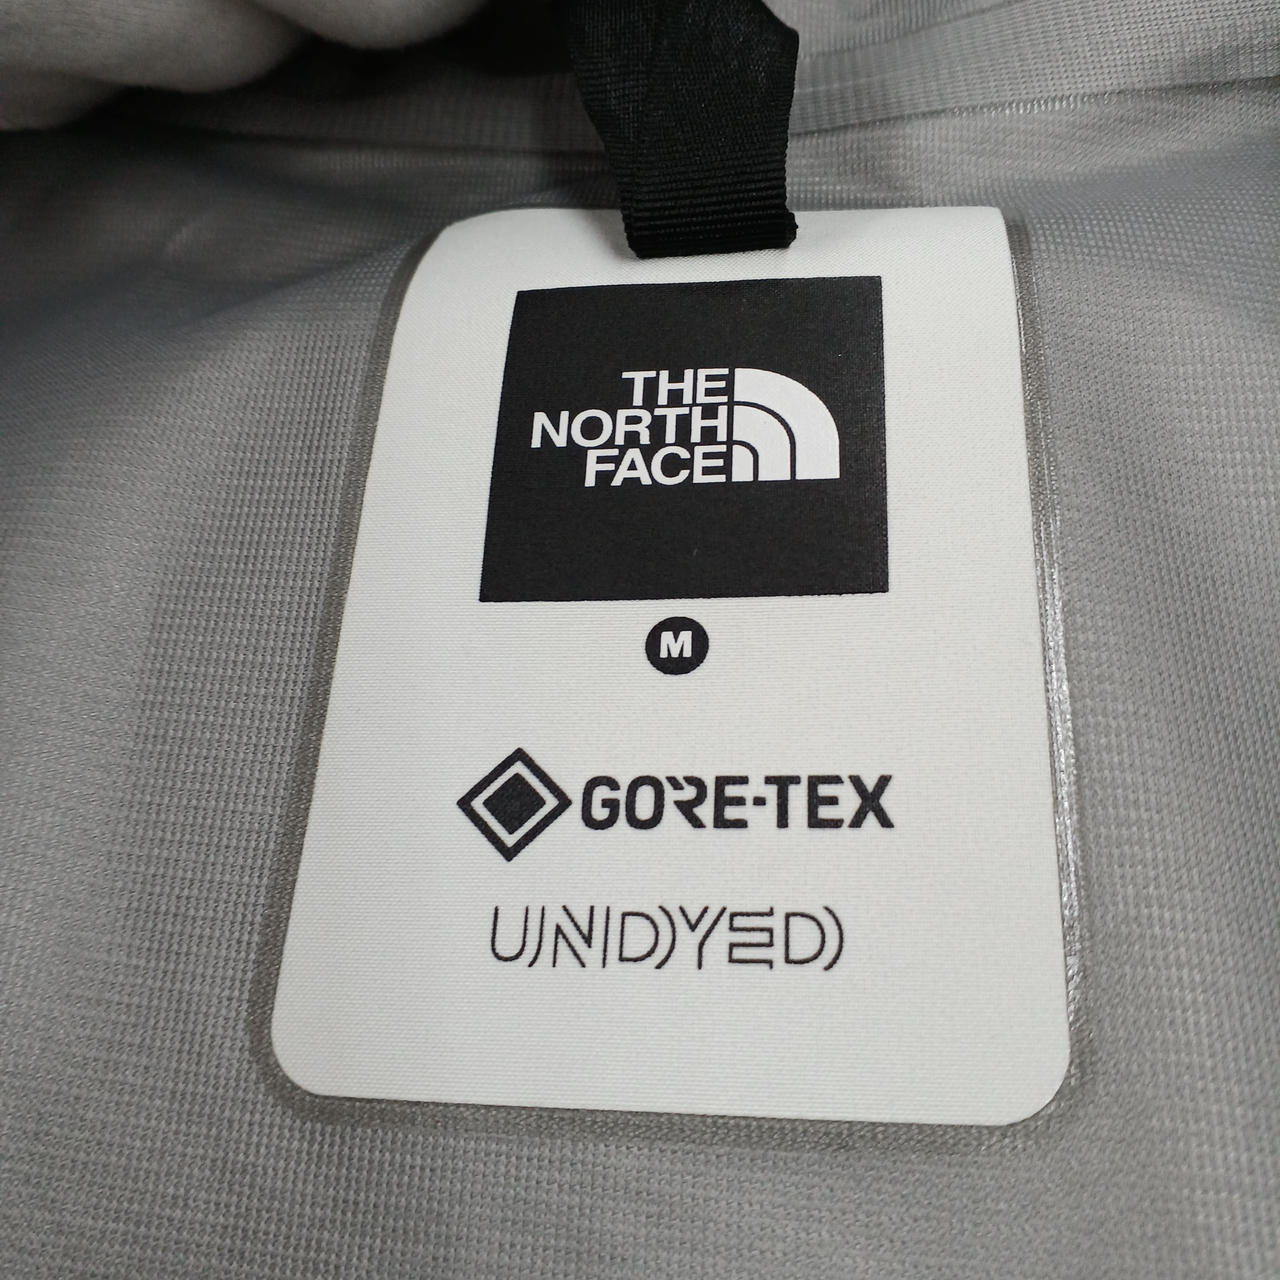 THE
NORTH
FACE
M
GORE-TEX
UNDYED